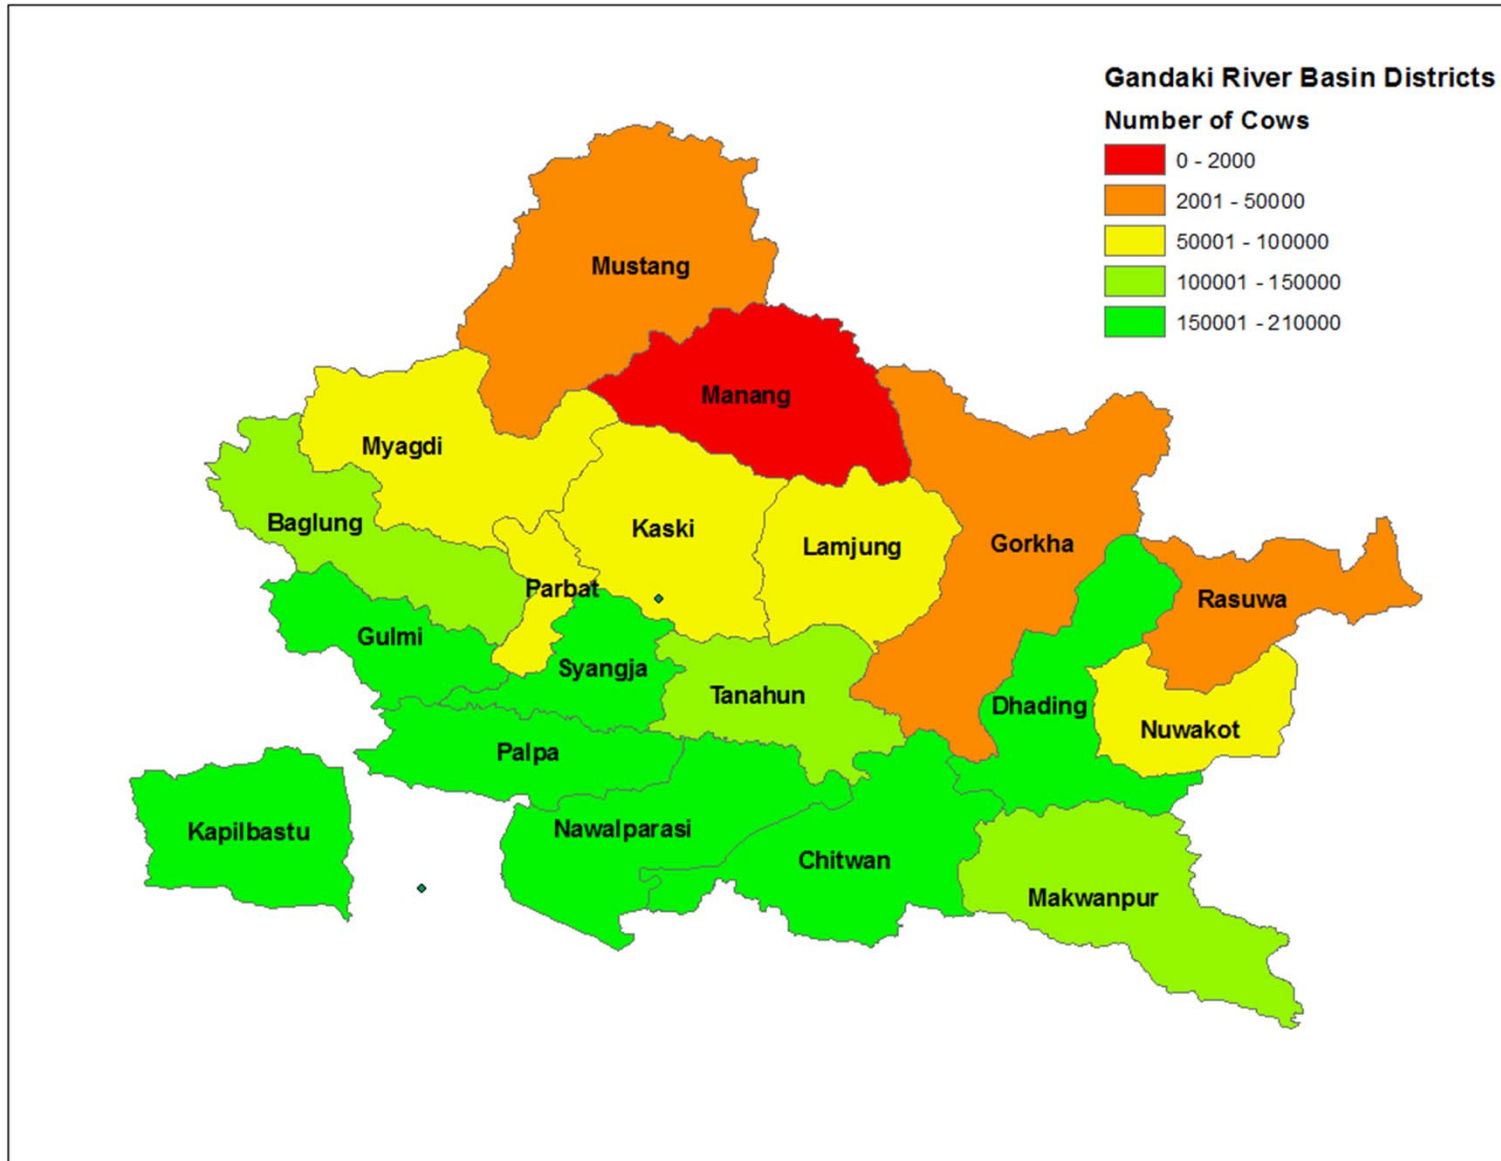 Gandaki River Basin Districts
Number of Cows
0 - 2000
2001 - 50000
50001 - 100000
100001 - 150000
150001 - 210000
Mustang
Manang
Myagdi
Baglung
Kaski
Lamjung
Gorkha
Parbat
Rasuwa
Gulmi
Syangja
Tanahun
Dhading
Nuwakot
Palpa
Kapilbastu
Nawalparasi
Chitwan
Makwanpur